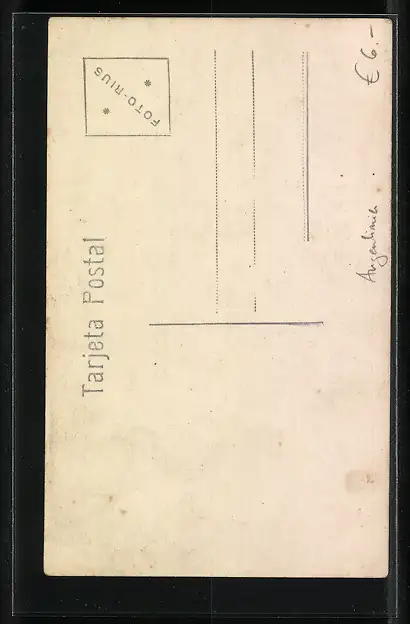 Tarjeta Postal
FOTO-RIUS
€ 6.-
Argentinien